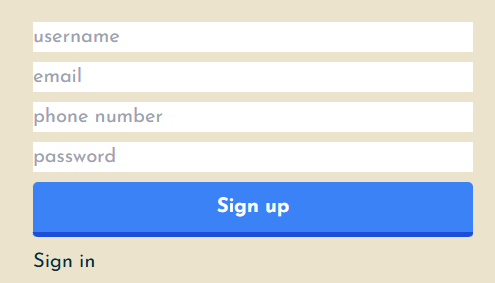 username
email
phone number
password
Sign up
Sign in